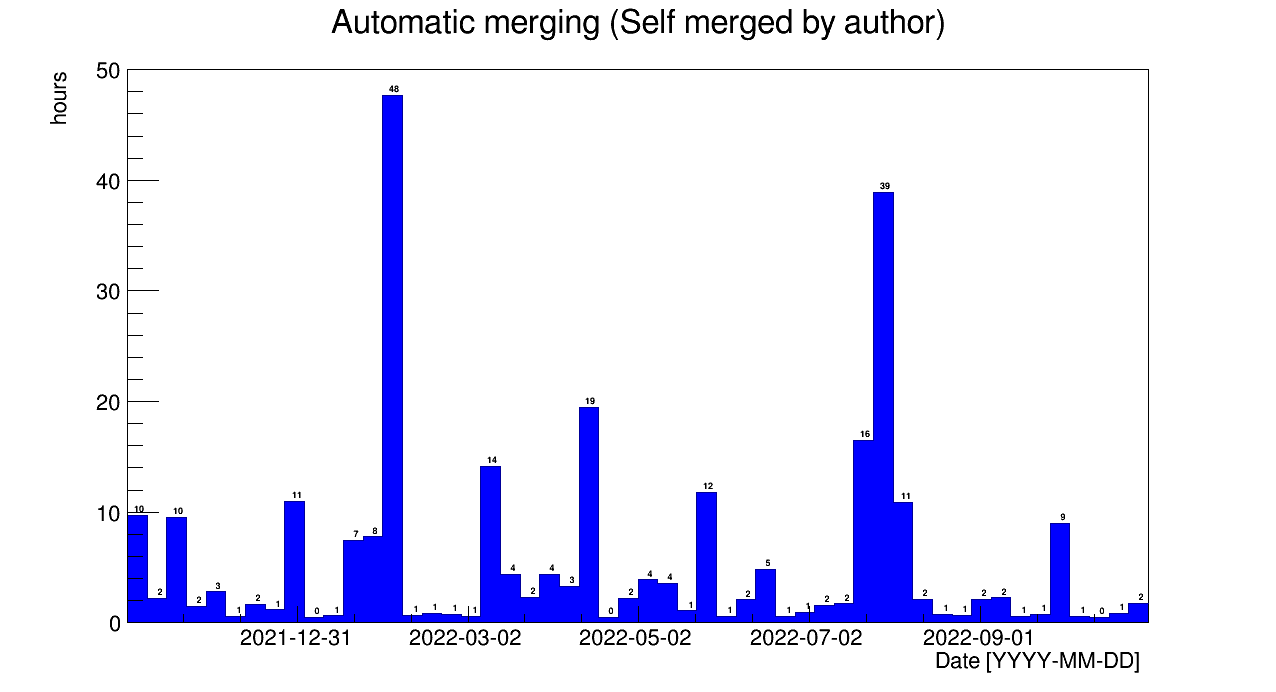 Automatic merging (Self merged by author)
hours
50
40
30
20
10
0
10 2 10 2 3 1 2 1 11 0 1 7 8 48 1 1 1 1 14 4 2 4 3 19 0 2 4 4 1 12 1 2 5 1 1 2 2 16 39 11 2 1 1 2 2 1 1 9 1 0 1 2
2021-12-31 2022-03-02 2022-05-02 2022-07-02 2022-09-01
Date [YYYY-MM-DD]